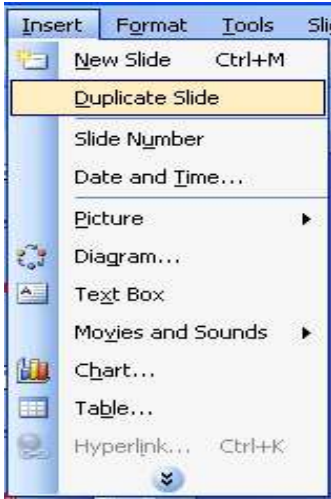 Insert Format Tools Sli
New Slide Ctrl+M
Duplicate Slide
Slide Number
Date and Time...
Picture
Diagram...
Text Box
Movies and Sounds
Chart...
Table...
Hyperlink... Ctrl+K